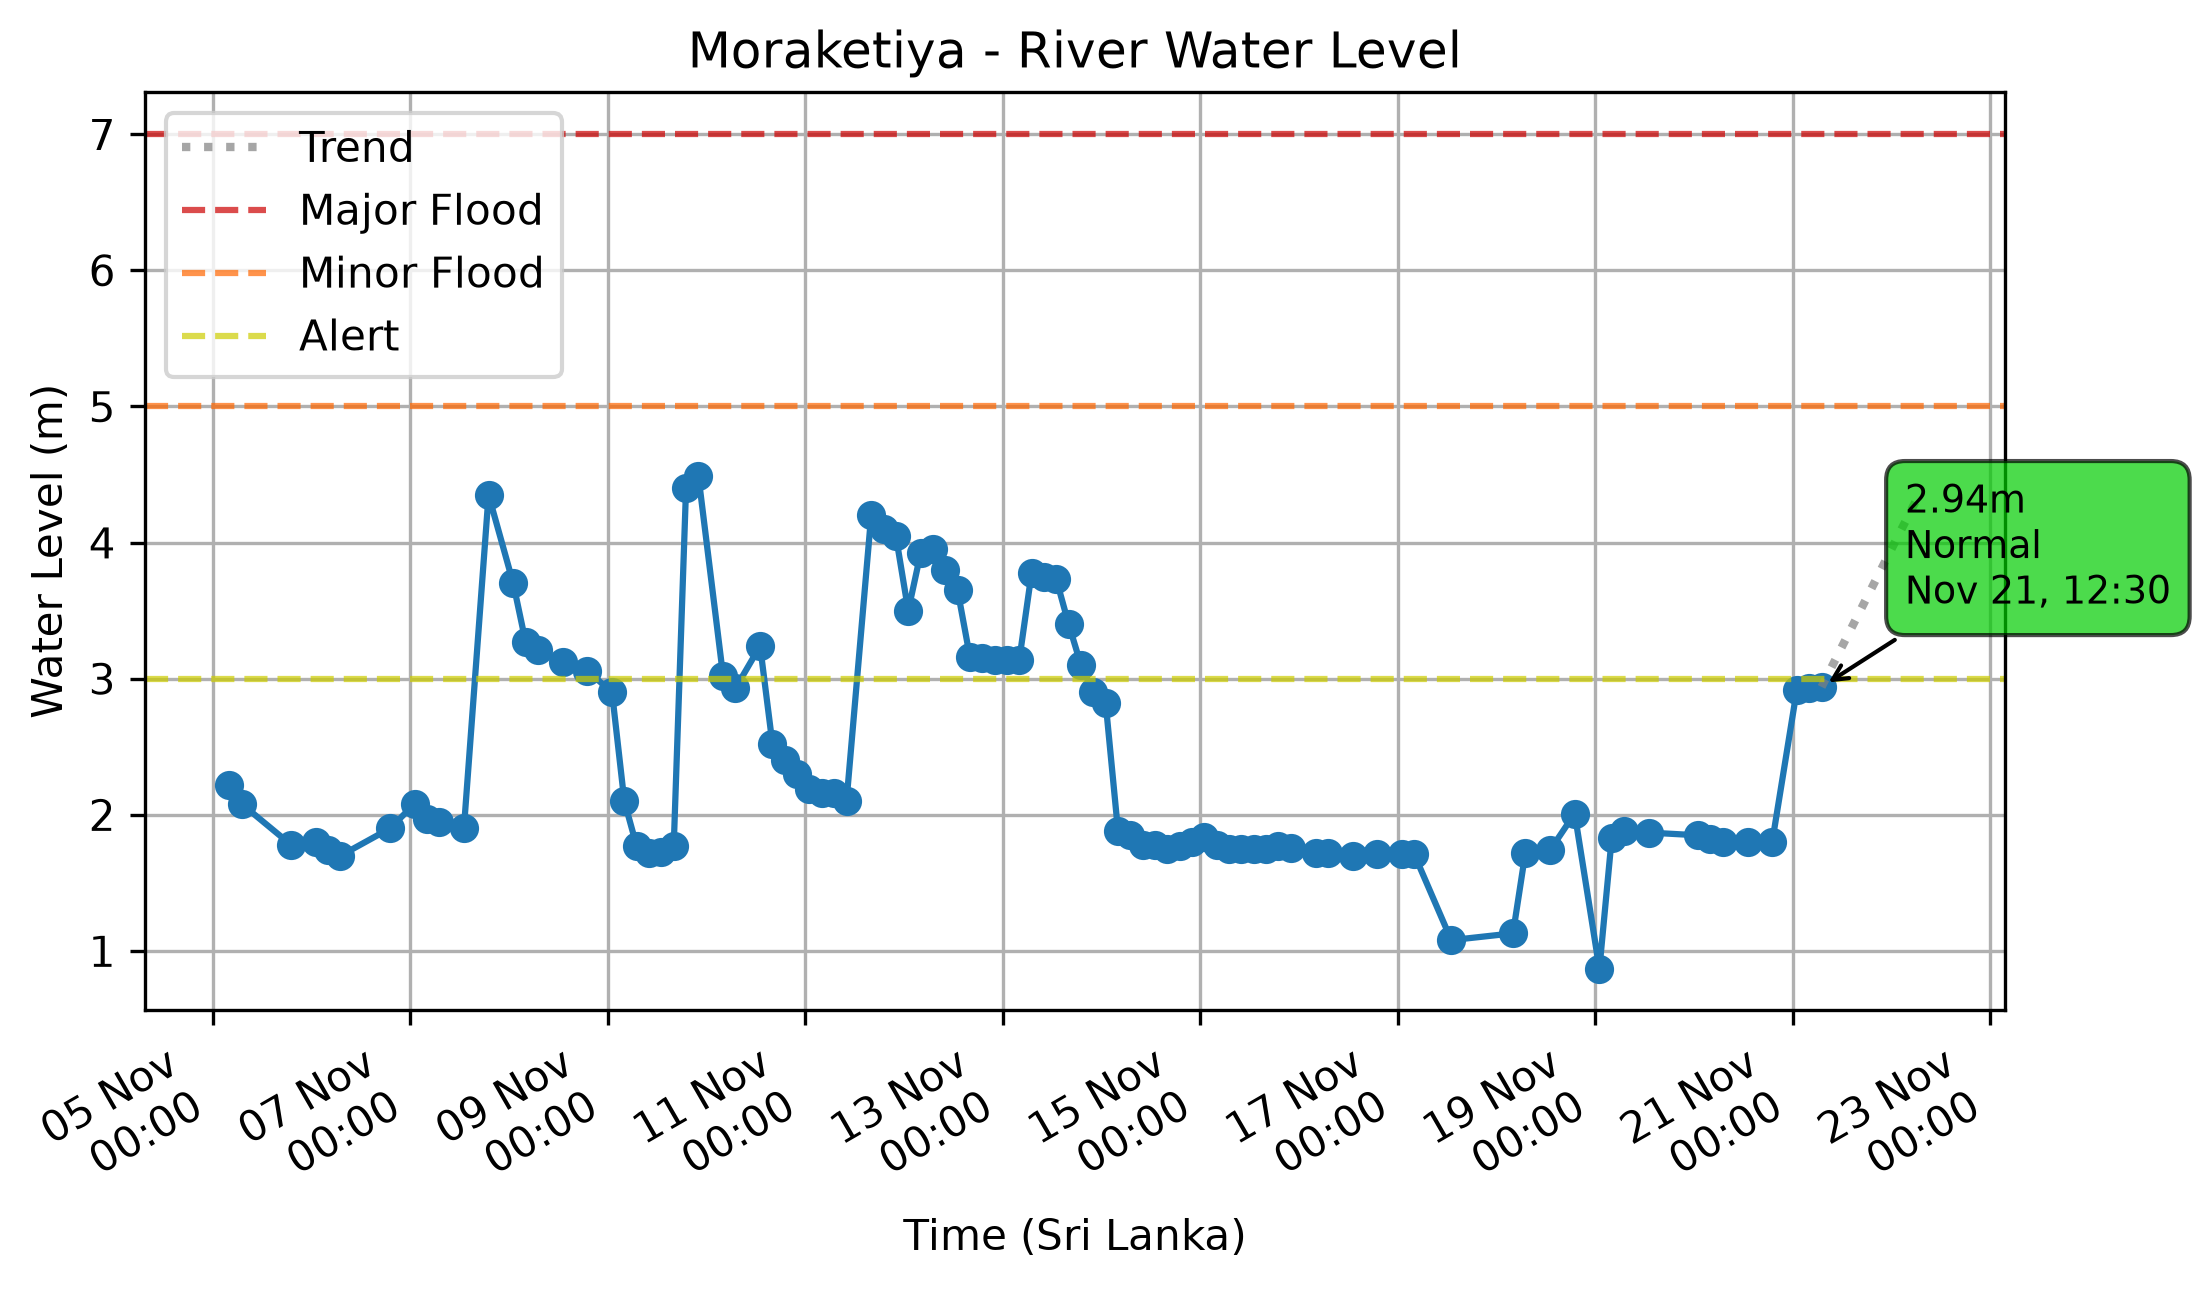 Moraketiya - River Water Level
Trend
Major Flood
Minor Flood
Alert
7
6
5
4
3
2
1
Water Level (m)
2.94m
Normal
Nov 21, 12:30
05 Nov
00:00
07 Nov
00:00
09 Nov
00:00
11 Nov
00:00
13 Nov
00:00
15 Nov
00:00
17 Nov
00:00
19 Nov
00:00
21 Nov
00:00
23 Nov
00:00
Time (Sri Lanka)